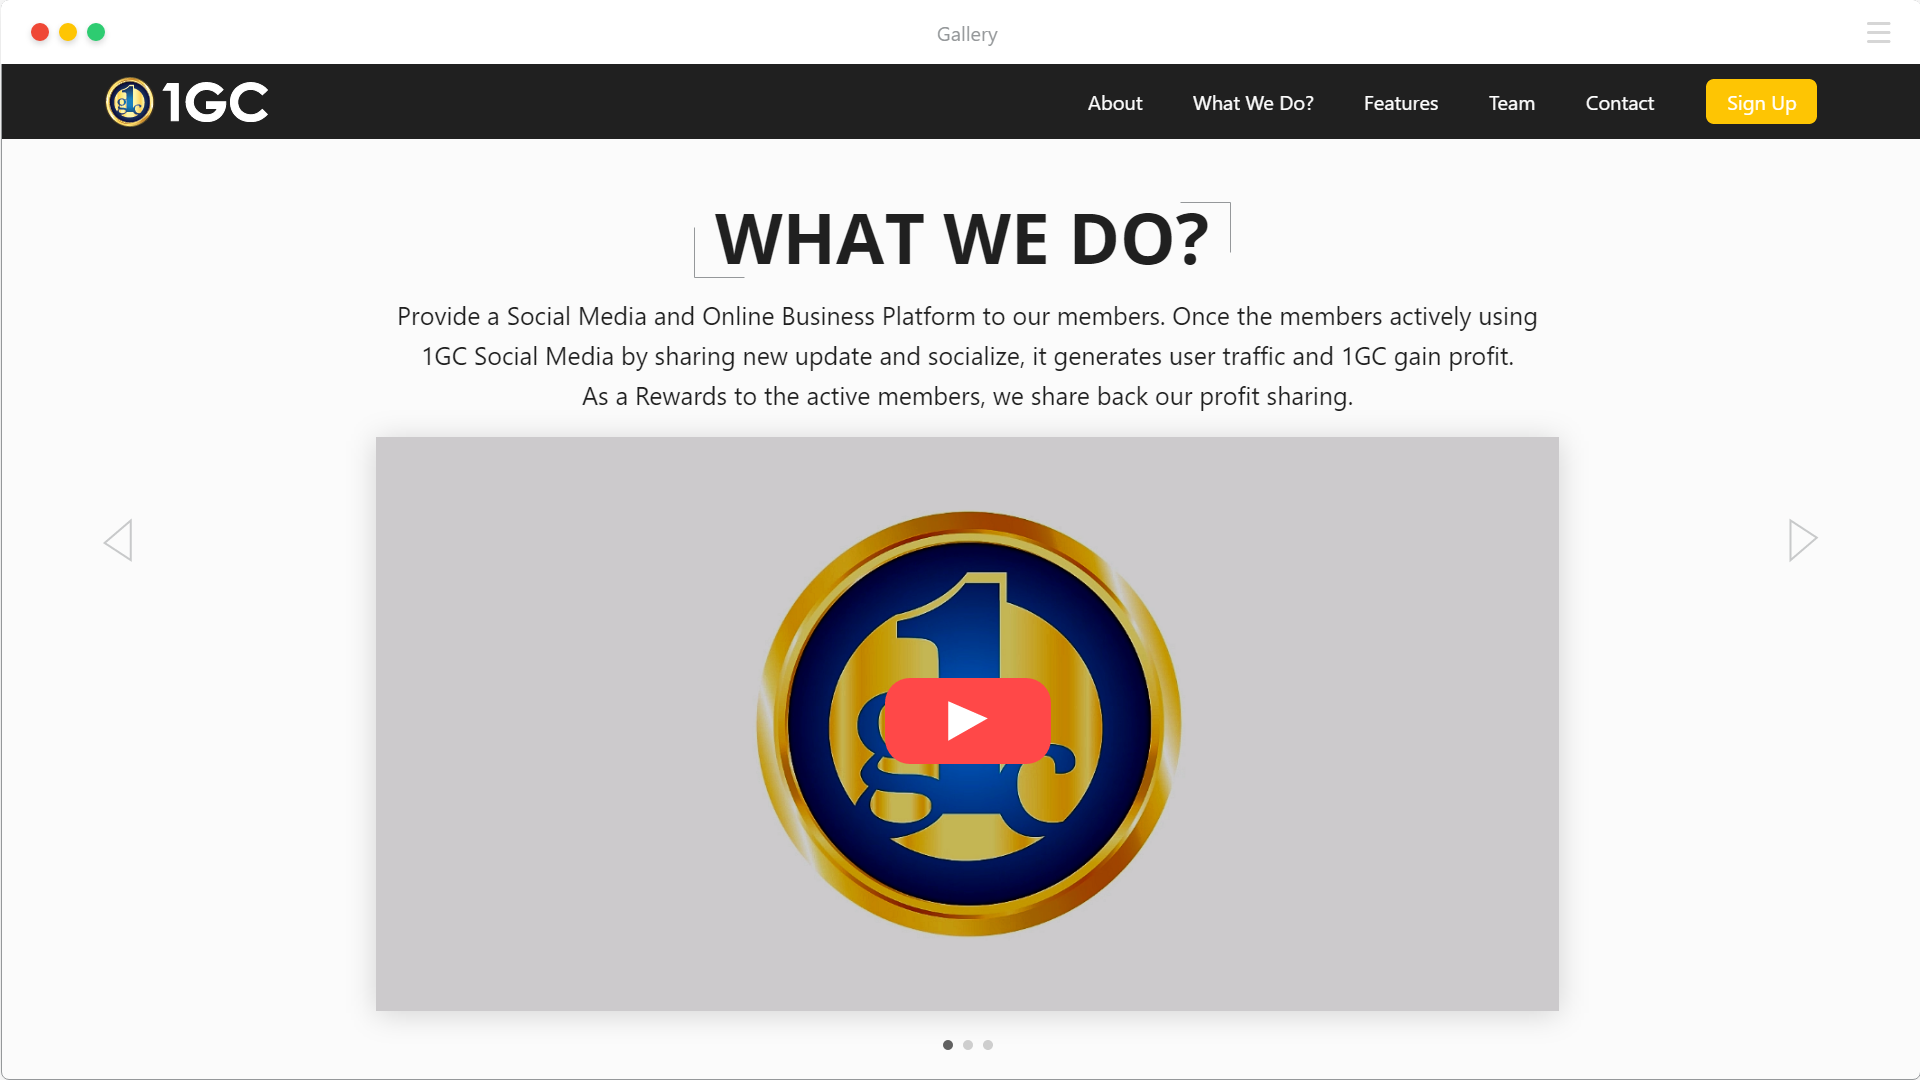 Gallery
1GC
About
What We Do?
Features
Team
Contact
Sign Up
WHAT WE DO?
Provide a Social Media and Online Business Platform to our members. Once the members actively using
1GC Social Media by sharing new update and socialize, it generates user traffic and 1GC gain profit.
As a Rewards to the active members, we share back our profit sharing.
g1c